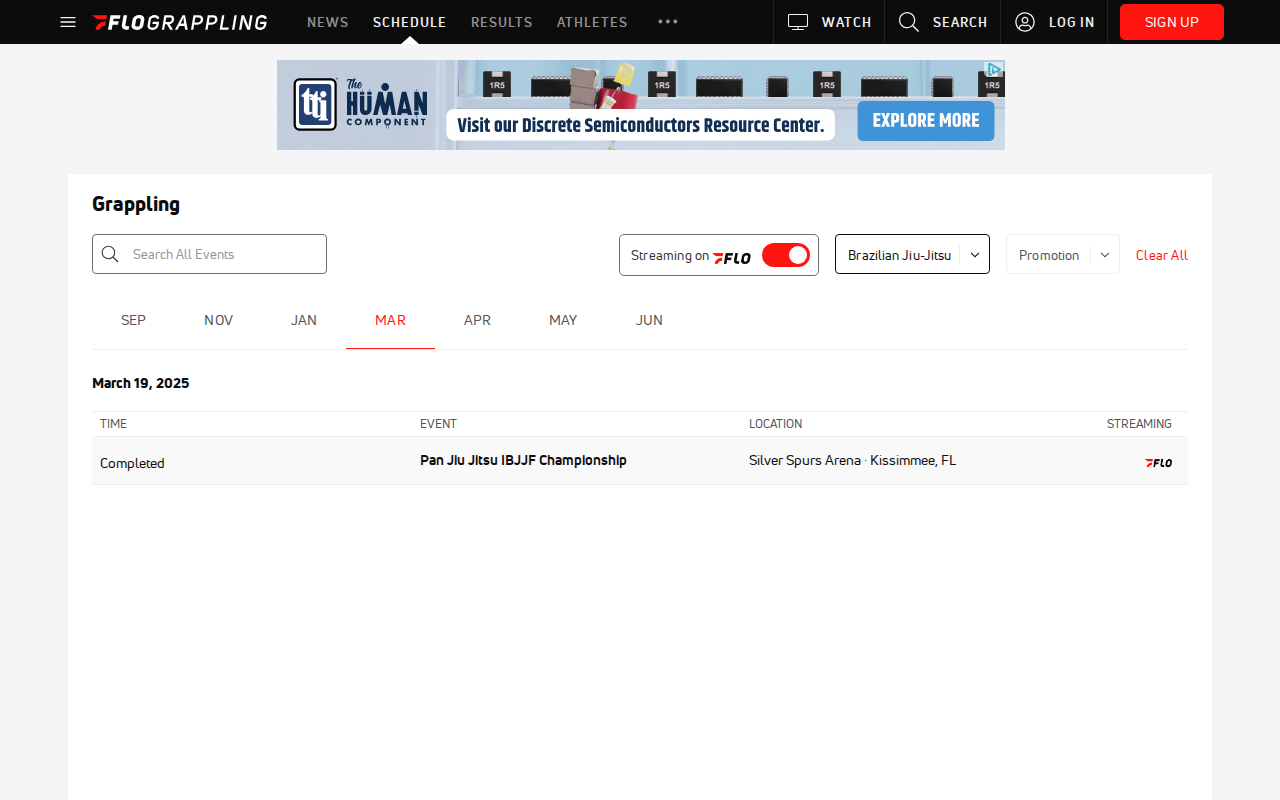 FLOGRAPPLING NEWS SCHEDULE RESULTS ATHLETES WATCH SEARCH LOG IN SIGN UP
ttj The HUMAN COMPONENT
1R5 1R5 1R5 1R5
Visit our Discrete Semiconductors Resource Center.
EXPLORE MORE
Grappling
Search All Events
Streaming on FLO
Brazilian Jiu-Jitsu
Promotion
Clear All
SEP NOV JAN MAR APR MAY JUN
March 19, 2025
TIME EVENT LOCATION STREAMING
Completed Pan Jiu Jitsu IBJJF Championship Silver Spurs Arena · Kissimmee, FL FLO